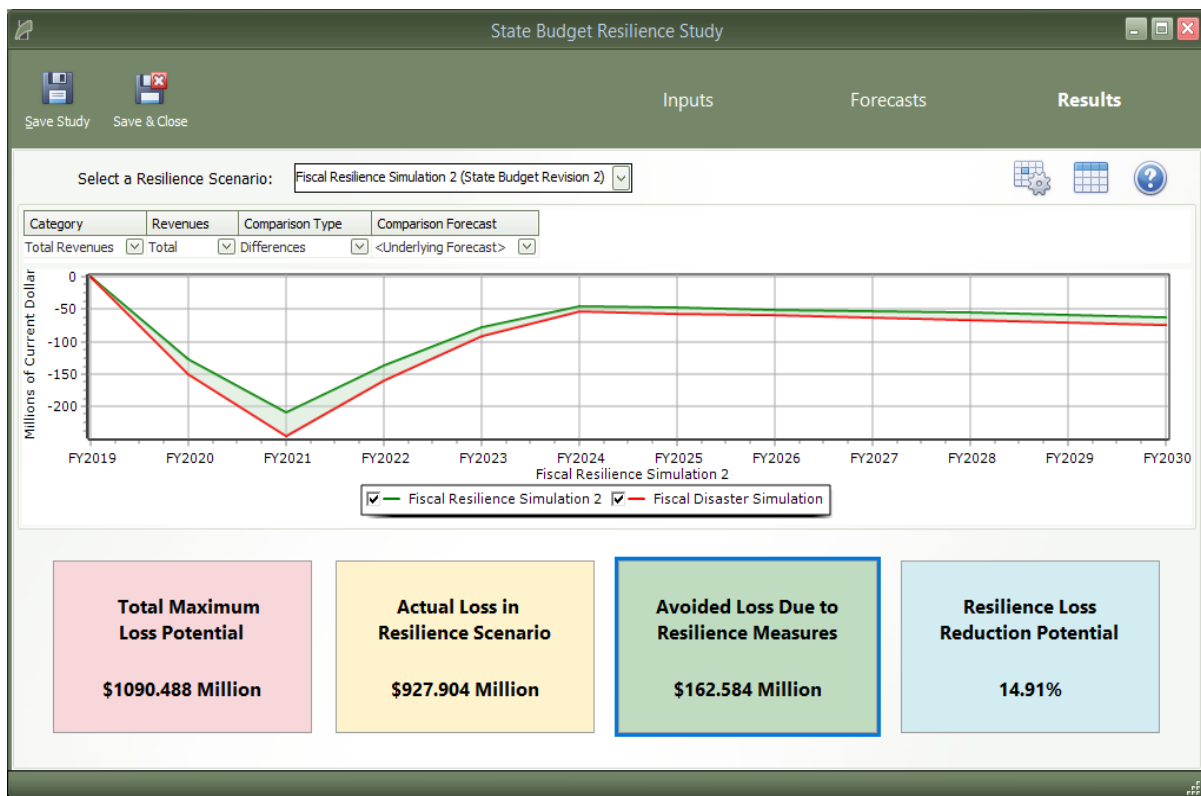 State Budget Resilience Study
Save Study
Save & Close
Inputs
Forecasts
Results
Select a Resilience Scenario:
Fiscal Resilience Simulation 2 (State Budget Revision 2)
Category Revenues Comparison Type Comparison Forecast
Total Revenues Total Differences <Underlying Forecast>
Millions of Current Dollar
0
-50
-100
-150
-200
FY2019 FY2020 FY2021 FY2022 FY2023 FY2024 FY2025 FY2026 FY2027 FY2028 FY2029 FY2030
Fiscal Resilience Simulation 2
Fiscal Resilience Simulation 2 Fiscal Disaster Simulation
Total Maximum
Loss Potential
$1090.488 Million
Actual Loss in
Resilience Scenario
$927.904 Million
Avoided Loss Due to
Resilience Measures
$162.584 Million
Resilience Loss
Reduction Potential
14.91%